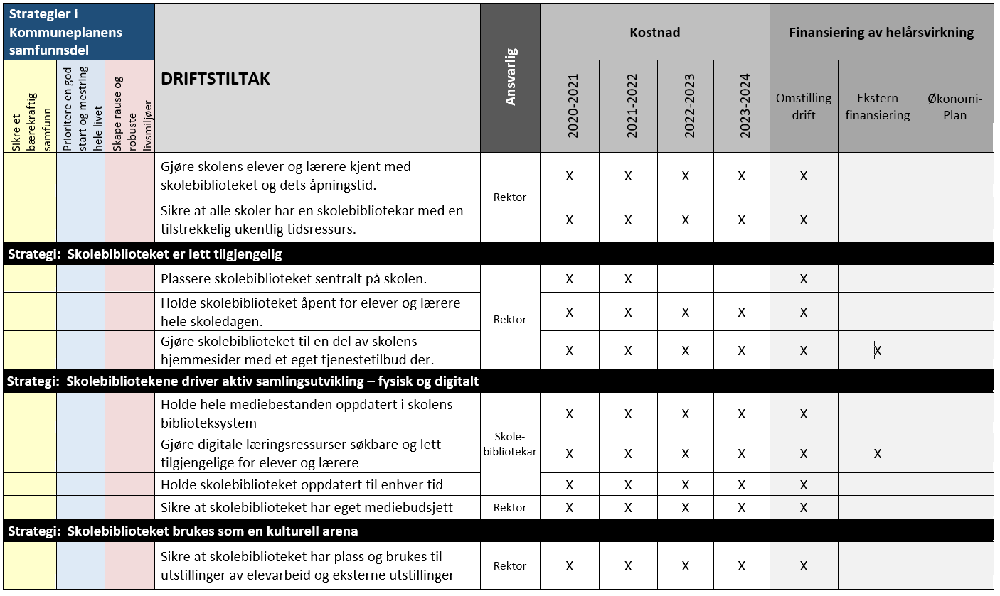 Strategier i
Kommuneplanens
samfunnsdel
DRIFTSTILTAK
Ansvarlig
Kostnad
Finansiering av helårsvirkning
Sikre et
bærekraftig
samfunn
Prioritere en god
start og mestring
hele livet
Skape rause og
robuste
livsmiljøer
2020-2021
2021-2022
2022-2023
2023-2024
Omstilling
drift
Ekstern
finansiering
Økonomi-
Plan
Gjøre skolens elever og lærere kjent med
skolebiblioteket og dets åpningstid.
Rektor
X X X X X
Sikre at alle skoler har en skolebibliotekar med en
tilstrekkelig ukentlig tidsressurs.
X X X X X
Strategi: Skolebiblioteket er lett tilgjengelig
Plassere skolebiblioteket sentralt på skolen.
X X X
Holde skolebiblioteket åpent for elever og lærere
hele skoledagen.
Rektor
X X X X X
Gjøre skolebiblioteket til en del av skolens
hjemmesider med et eget tjenestetilbud der.
X X X X X X
Strategi: Skolebibliotekene driver aktiv samlingsutvikling – fysisk og digitalt
Holde hele mediebestanden oppdatert i skolens
biblioteksystem
X X X X X
Skole-
bibliotekar
Gjøre digitale læringsressurser søkbare og lett
tilgjengelige for elever og lærere
X X X X X X
Holde skolebiblioteket oppdatert til enhver tid
X X X X X
Sikre at skolebiblioteket har eget mediebudsjett
Rektor
X X X X X
Strategi: Skolebiblioteket brukes som en kulturell arena
Sikre at skolebiblioteket har plass og brukes til
utstillinger av elevarbeid og eksterne utstillinger
Rektor
X X X X X